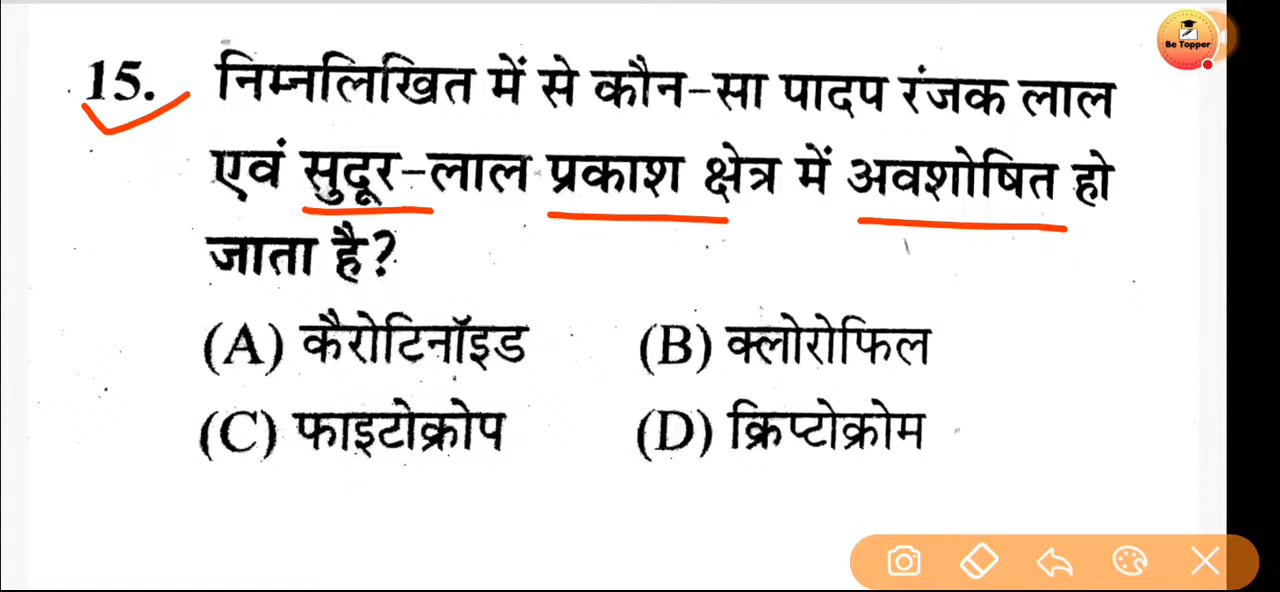 Be Topper
15. निम्नलिखित में से कौन-सा पादप रंजक लाल
एवं सुदूर-लाल प्रकाश क्षेत्र में अवशोषित हो
जाता है?
(A) कैरोटिनॉइड (B) क्लोरोफिल
(C) फाइटोक्रोप (D) क्रिप्टोक्रोम